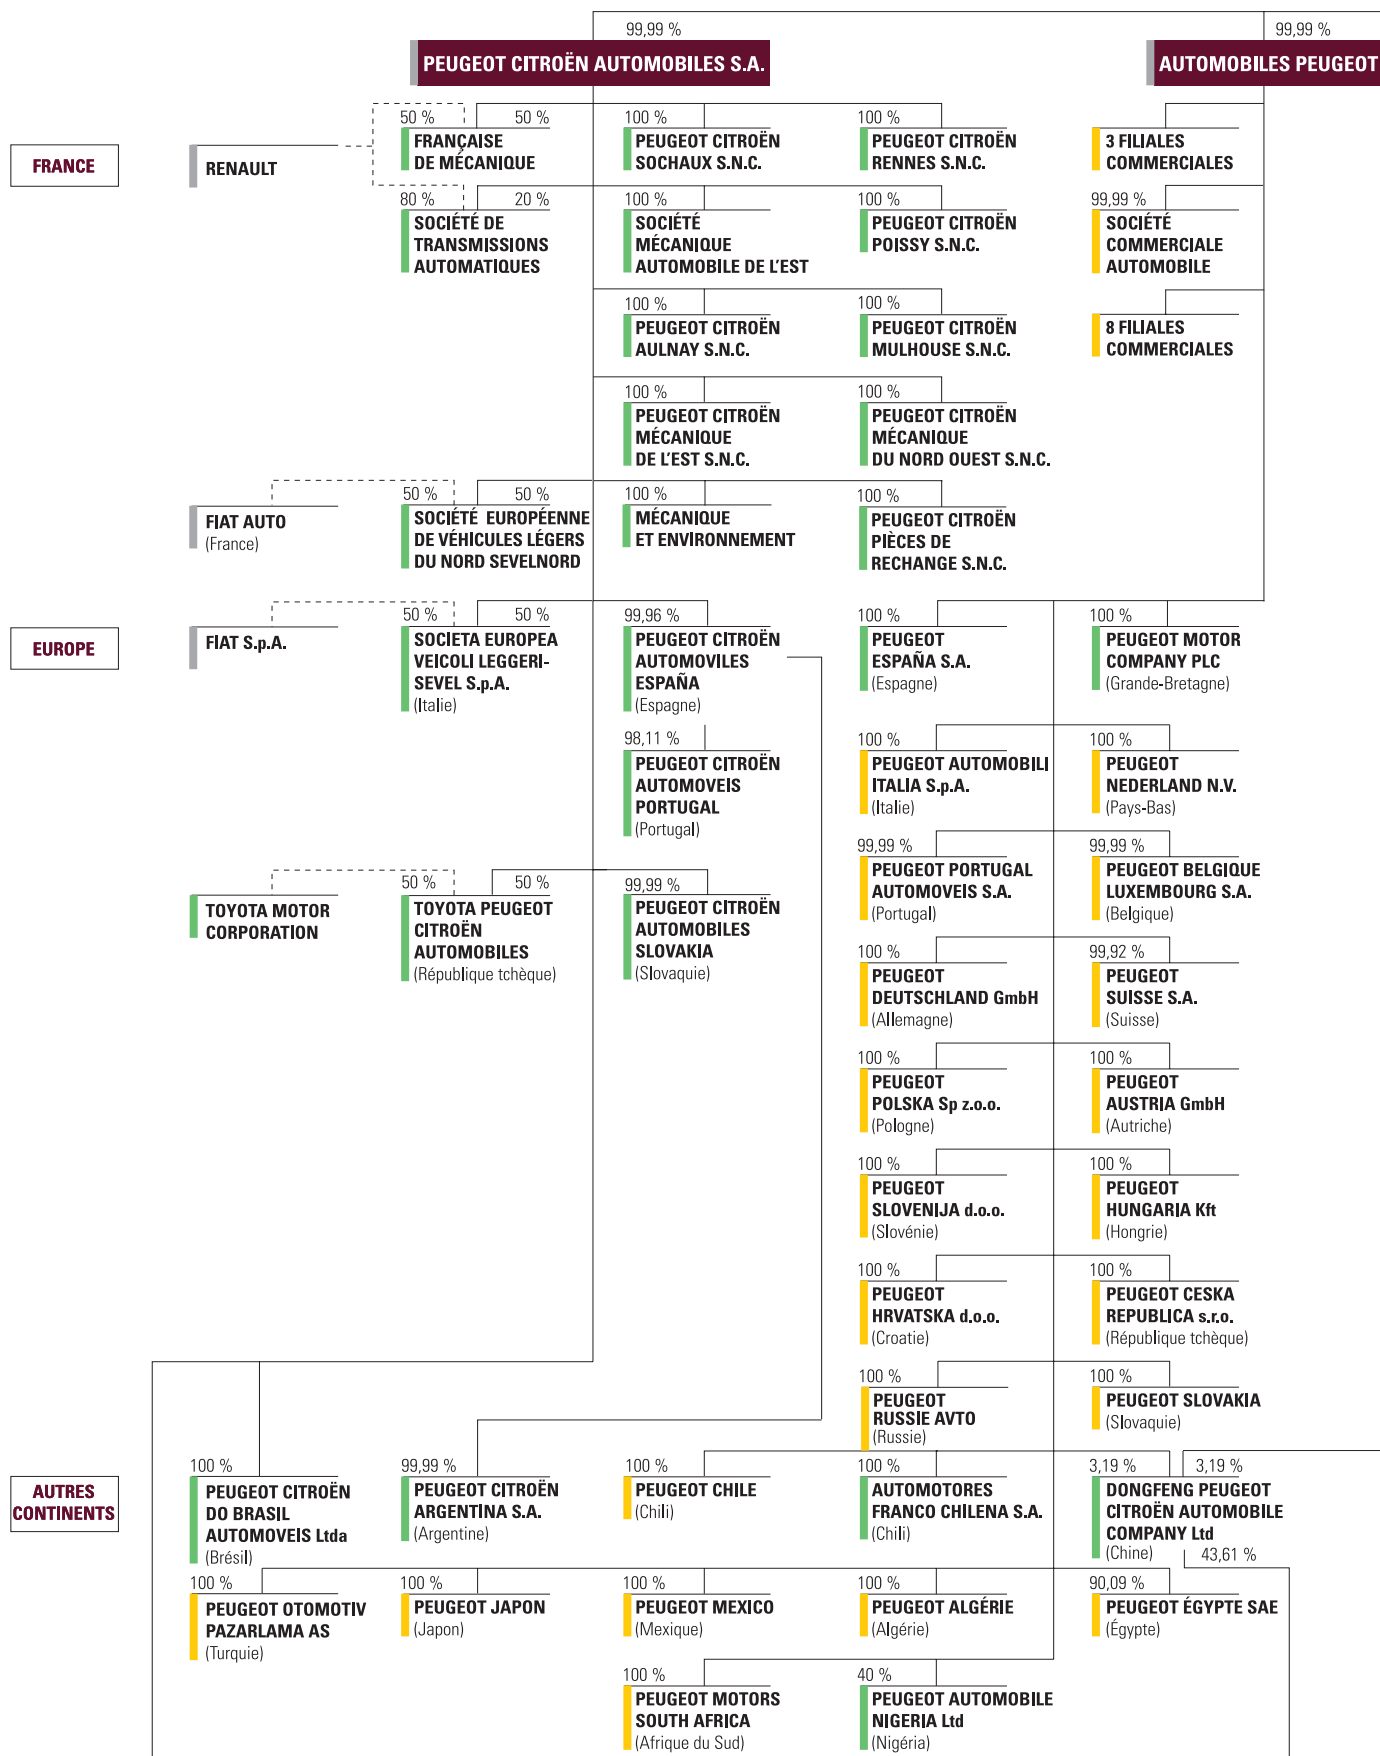 99,99 %
99,99 %
PEUGEOT CITROËN AUTOMOBILES S.A.
AUTOMOBILES PEUGEOT
FRANCE
RENAULT
50 %
50 %
FRANÇAISE
DE MÉCANIQUE
100 %
PEUGEOT CITROËN
SOCHAUX S.N.C.
100 %
PEUGEOT CITROËN
RENNES S.N.C.
3 FILIALES
COMMERCIALES
80 %
20 %
SOCIÉTÉ DE
TRANSMISSIONS
AUTOMATIQUES
100 %
SOCIÉTÉ
MÉCANIQUE
AUTOMOBILE DE L'EST
100 %
PEUGEOT CITROËN
POISSY S.N.C.
99,99 %
SOCIÉTÉ
COMMERCIALE
AUTOMOBILE
100 %
PEUGEOT CITROËN
AULNAY S.N.C.
100 %
PEUGEOT CITROËN
MULHOUSE S.N.C.
8 FILIALES
COMMERCIALES
100 %
PEUGEOT CITROËN
MÉCANIQUE
DE L'EST S.N.C.
100 %
PEUGEOT CITROËN
MÉCANIQUE
DU NORD OUEST S.N.C.
FIAT AUTO
(France)
50 %
50 %
SOCIÉTÉ EUROPÉENNE
DE VÉHICULES LÉGERS
DU NORD SEVELNORD
100 %
MÉCANIQUE
ET ENVIRONNEMENT
100 %
PEUGEOT CITROËN
PIÈCES DE
RECHANGE S.N.C.
EUROPE
FIAT S.p.A.
50 %
50 %
SOCIETA EUROPEA
VEICOLI LEGGERI-
SEVEL S.p.A.
(Italie)
99,96 %
PEUGEOT CITROËN
AUTOMOVILES
ESPAÑA
(Espagne)
100 %
PEUGEOT
ESPAÑA S.A.
(Espagne)
100 %
PEUGEOT MOTOR
COMPANY PLC
(Grande-Bretagne)
98,11 %
PEUGEOT CITROËN
AUTOMOVEIS
PORTUGAL
(Portugal)
100 %
PEUGEOT AUTOMOBILI
ITALIA S.p.A.
(Italie)
100 %
PEUGEOT
NEDERLAND N.V.
(Pays-Bas)
99,99 %
PEUGEOT PORTUGAL
AUTOMOVEIS S.A.
(Portugal)
99,99 %
PEUGEOT BELGIQUE
LUXEMBOURG S.A.
(Belgique)
TOYOTA MOTOR
CORPORATION
50 %
50 %
TOYOTA PEUGEOT
CITROËN
AUTOMOBILES
(République tchèque)
99,99 %
PEUGEOT CITROËN
AUTOMOBILES
SLOVAKIA
(Slovaquie)
100 %
PEUGEOT
DEUTSCHLAND GmbH
(Allemagne)
99,92 %
PEUGEOT
SUISSE S.A.
(Suisse)
100 %
PEUGEOT
POLSKA Sp z.o.o.
(Pologne)
100 %
PEUGEOT
AUSTRIA GmbH
(Autriche)
100 %
PEUGEOT
SLOVENIJA d.o.o.
(Slovénie)
100 %
PEUGEOT
HUNGARIA Kft
(Hongrie)
100 %
PEUGEOT
HRVATSKA d.o.o.
(Croatie)
100 %
PEUGEOT CESKA
REPUBLICA s.r.o.
(République tchèque)
100 %
PEUGEOT
RUSSIE AVTO
(Russie)
100 %
PEUGEOT SLOVAKIA
(Slovaquie)
AUTRES
CONTINENTS
100 %
PEUGEOT CITROËN
DO BRASIL
AUTOMOVEIS Ltda
(Brésil)
99,99 %
PEUGEOT CITROËN
ARGENTINA S.A.
(Argentine)
100 %
PEUGEOT CHILE
(Chili)
100 %
AUTOMOTORES
FRANCO CHILENA S.A.
(Chili)
3,19 %
3,19 %
DONGFENG PEUGEOT
CITROËN AUTOMOBILE
COMPANY Ltd
(Chine)
43,61 %
100 %
PEUGEOT OTOMOTIV
PAZARLAMA AS
(Turquie)
100 %
PEUGEOT JAPON
(Japon)
100 %
PEUGEOT MEXICO
(Mexique)
100 %
PEUGEOT ALGÉRIE
(Algérie)
90,09 %
PEUGEOT ÉGYPTE SAE
(Égypte)
100 %
PEUGEOT MOTORS
SOUTH AFRICA
(Afrique du Sud)
40 %
PEUGEOT AUTOMOBILE
NIGERIA Ltd
(Nigéria)